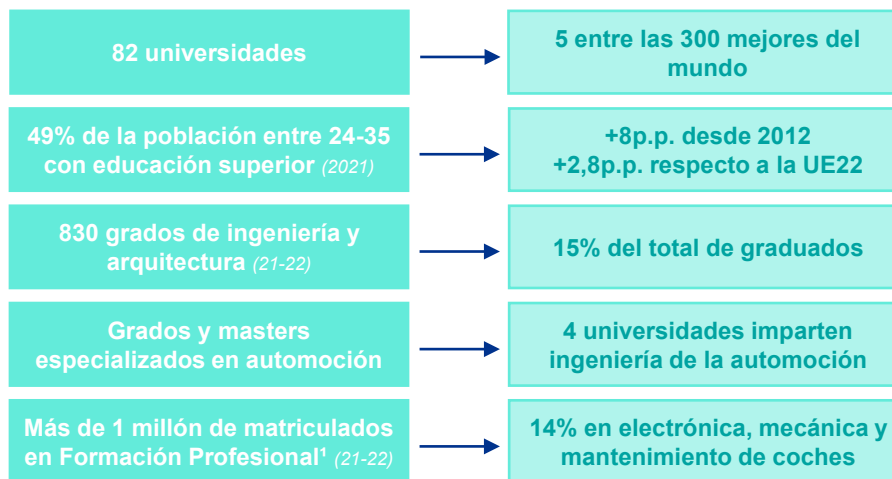 82 universidades
5 entre las 300 mejores del
mundo
49% de la población entre 24-35
con educación superior (2021)
+8p.p. desde 2012
+2,8p.p. respecto a la UE22
830 grados de ingeniería y
arquitectura (21-22)
15% del total de graduados
Grados y masters
especializados en automoción
4 universidades imparten
ingeniería de la automoción
Más de 1 millón de matriculados
en Formación Profesional¹ (21-22)
14% en electrónica, mecánica y
mantenimiento de coches